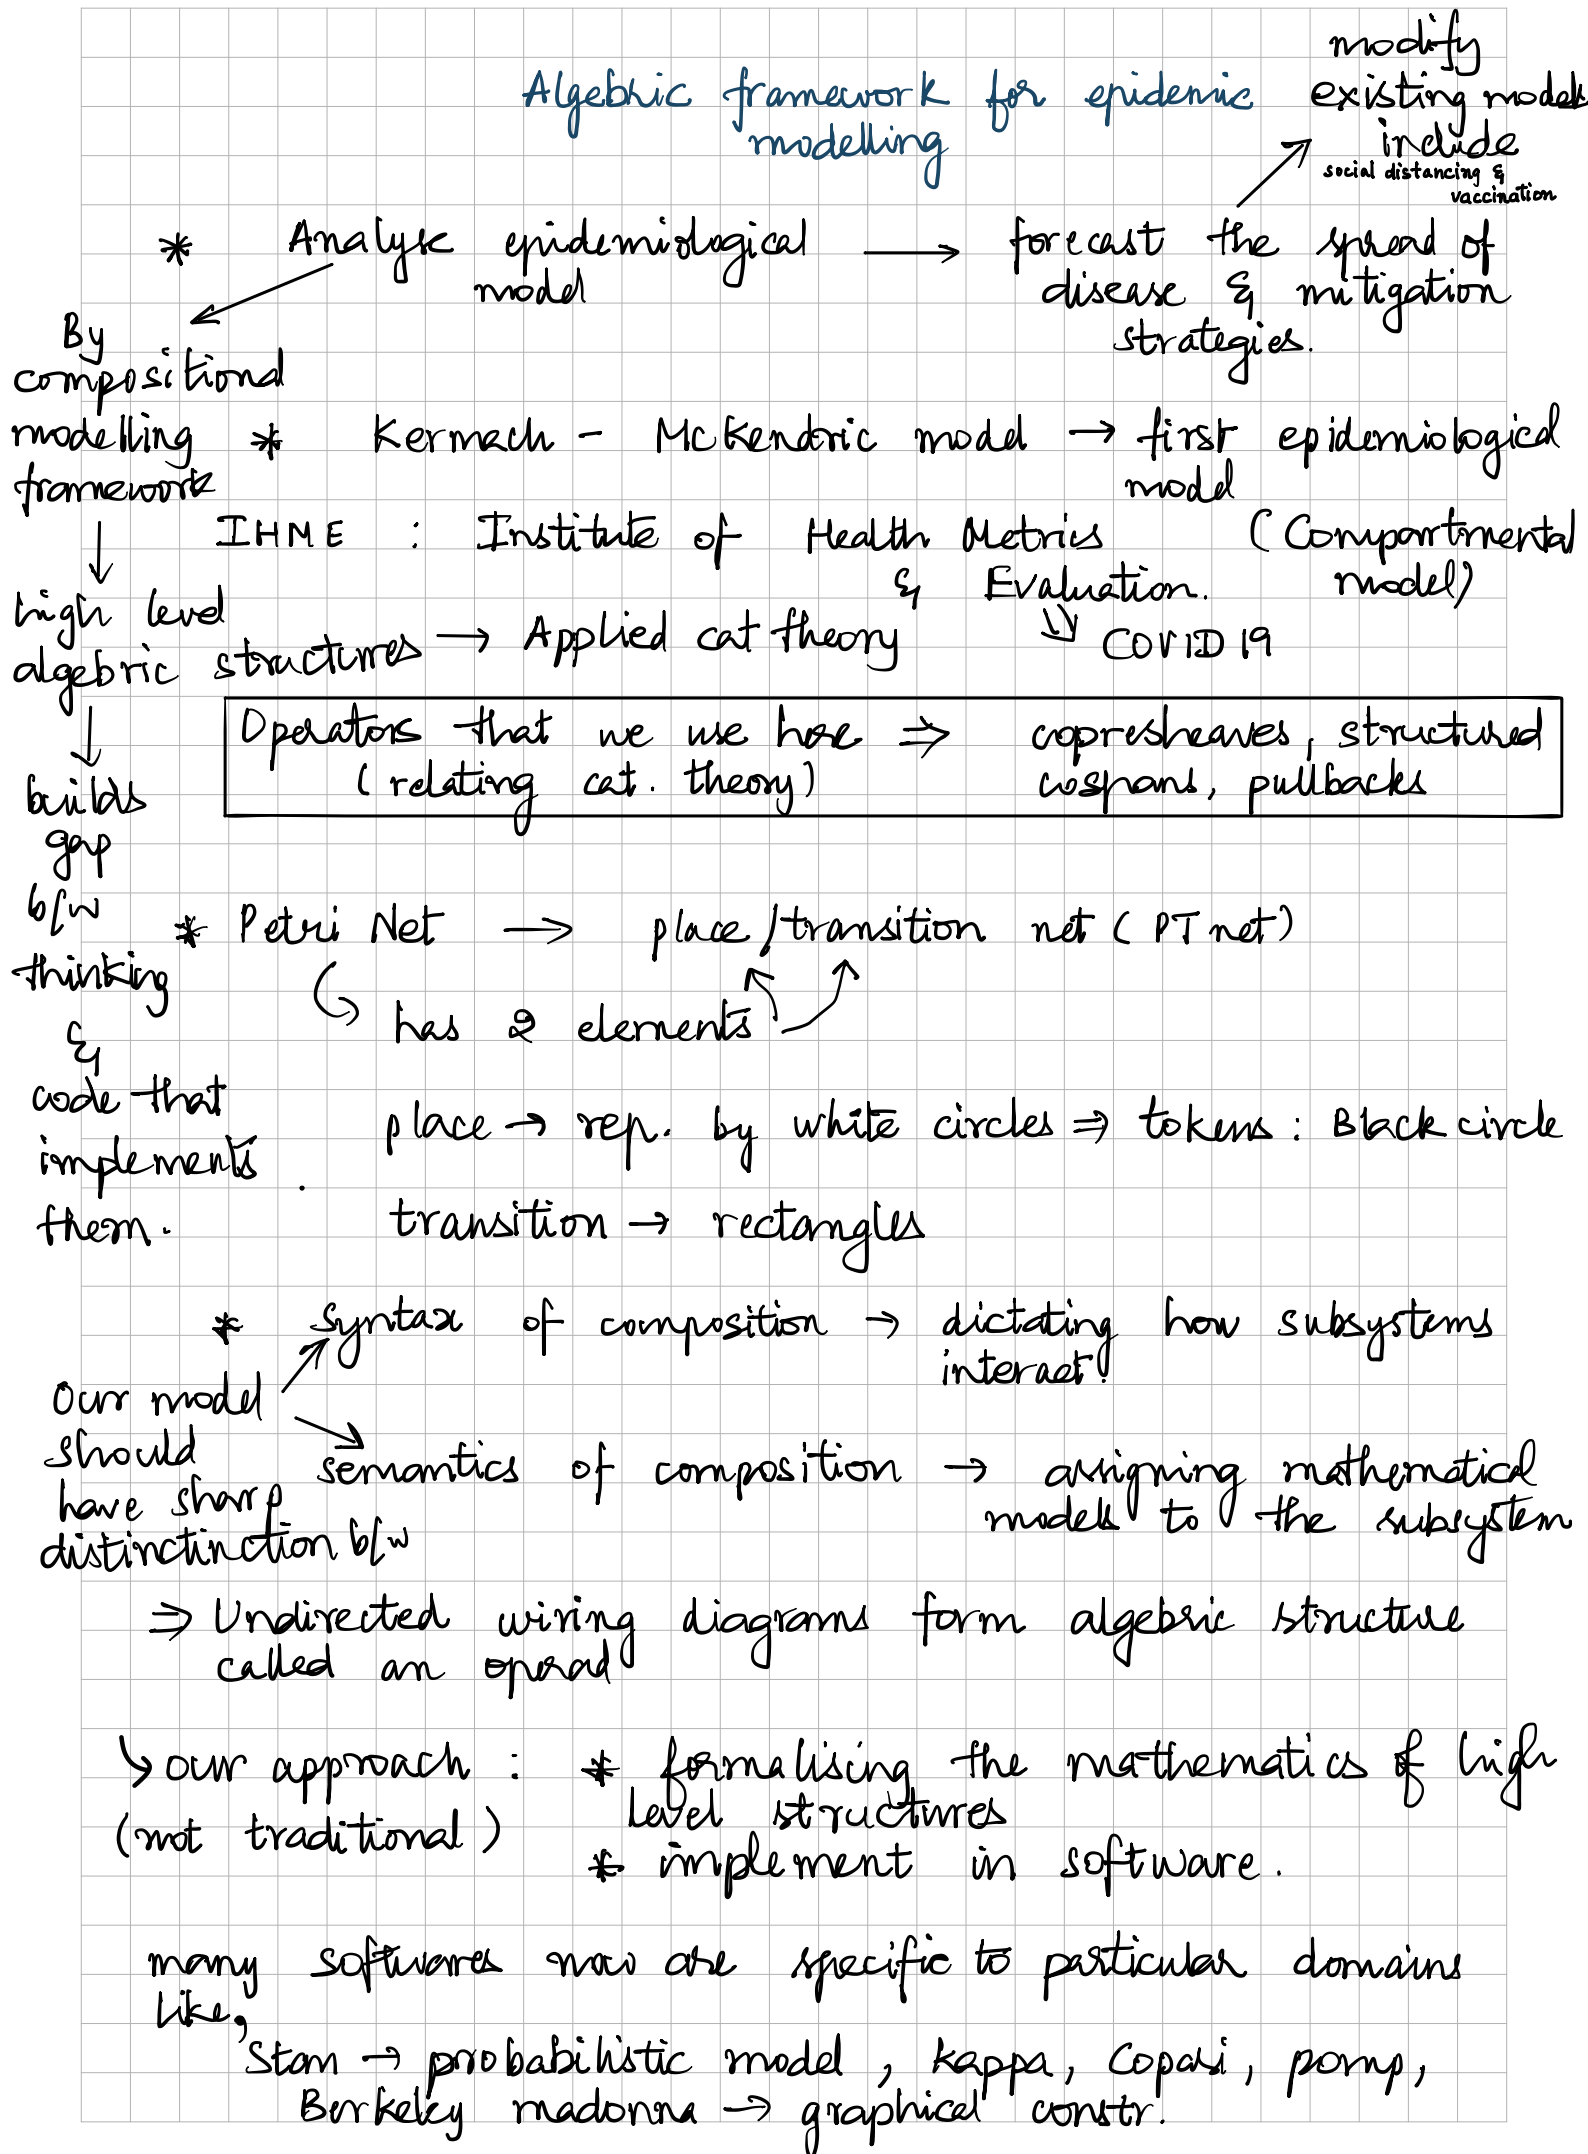 modify
Algebric framework for epidemic existing models
modelling include
social distancing &
vaccination
* Analyse epidemiological → forecast the spread of
model disease & mitigation
strategies.
By
compositional
modelling
framework
↓
high level
algebric structures → Applied cat theory
↓
builds
gap
b/w
thinking
&
code that
implements
them.
* Kermach - McKendric model → first epidemiological
model
(Compartmental
model)
IHME : Institute of Health Metrics
& Evaluation.
⇓ COVID 19
Operators that we use here ⇒ copresheaves, structured
(relating cat. theory) cospans, pullbacks
* Petri Net → place/transition net (PT net)
has 2 elements
place → rep. by white circles ⇒ tokens : Black circle
transition → rectangles
* Syntax of composition → dictating how subsystems
interact!
Our model
should
have sharp
distinctinction b/w
semantics of composition → assigning mathematical
models to the subsystem
⇒ Undirected wiring diagrams form algebric structure
called an operad
↳ our approach : * formalising the mathematics of high
(not traditional) level structures
* implement in software.
many softwares now are specific to particular domains
like,
Stan → probabilistic model, kappa, Copasi, pomp,
Berkeley madonna → graphical constr.